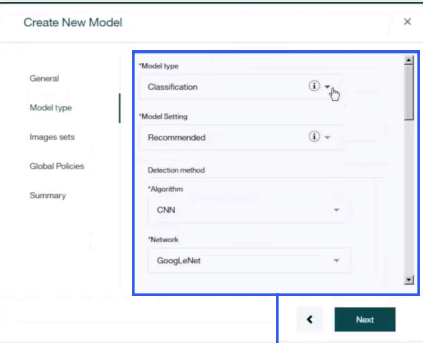 Create New Model
General
Model type
Images sets
Global Policies
Summary
*Model type
Classification
*Model Setting
Recommended
Detection method
*Algorithm
CNN
*Network
GoogLeNet
Next